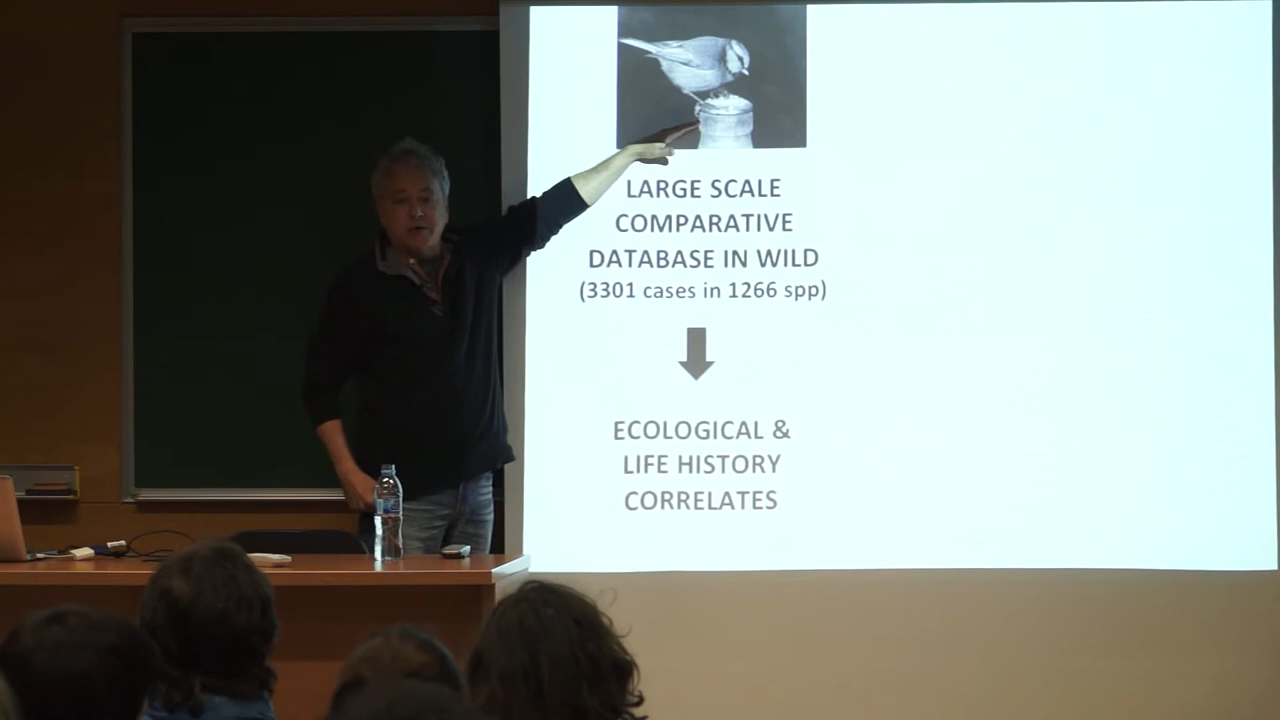 LARGE SCALE
COMPARATIVE
DATABASE IN WILD
(3301 cases in 1266 spp)
ECOLOGICAL &
LIFE HISTORY
CORRELATES